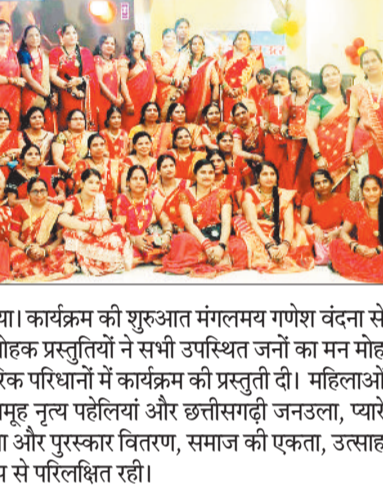 या। कार्यक्रम की शुरुआत मंगलमय गणेश वंदना से
मोहक प्रस्तुतियों ने सभी उपस्थित जनों का मन मोह
रिक परिधानों में कार्यक्रम की प्रस्तुती दी। महिलाओं
मूह नृत्य पहेलियां और छत्तीसगढ़ी जनउला, प्यारे
और पुरस्कार वितरण, समाज की एकता, उत्साह
से परिलक्षित रही।